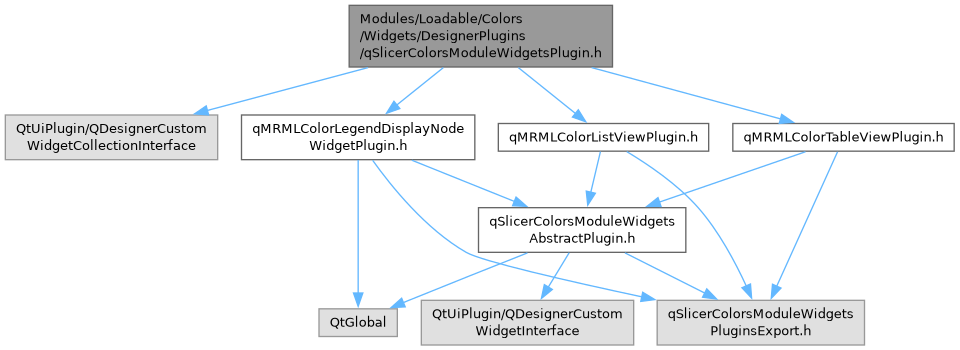 Modules/Loadable/Colors
/Widgets/DesignerPlugins
/qSlicerColorsModuleWidgetsPlugin.h
QtUiPlugin/QDesignerCustom
WidgetCollectionInterface
qMRMLColorLegendDisplayNode
WidgetPlugin.h
qMRMLColorListViewPlugin.h
qMRMLColorTableViewPlugin.h
qSlicerColorsModuleWidgets
AbstractPlugin.h
QtGlobal
QtUiPlugin/QDesignerCustom
WidgetInterface
qSlicerColorsModuleWidgets
PluginsExport.h